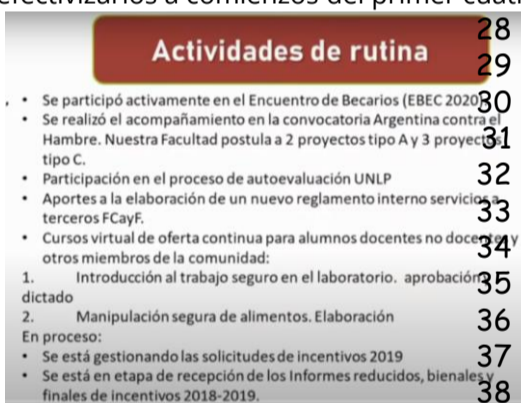 efectivizarlos a comienzos del primer cuatri
28
Actividades de rutina
29
• Se participó activamente en el Encuentro de Becarios (EBEC 2020) 30
• Se realizó el acompañamiento en la convocatoria Argentina contra el
Hambre. Nuestra Facultad postula a 2 proyectos tipo A y 3 proyectos 31
tipo C.
• Participación en el proceso de autoevaluación UNLP 32
• Aportes a la elaboración de un nuevo reglamento interno servicios a
terceros FCayF. 33
• Cursos virtual de oferta continua para alumnos docentes no docentes y
otros miembros de la comunidad: 34
1. Introducción al trabajo seguro en el laboratorio. aprobación 35
dictado
2. Manipulación segura de alimentos. Elaboración 36
En proceso:
• Se está gestionando las solicitudes de incentivos 2019 37
• Se está en etapa de recepción de los Informes reducidos, bienales y
finales de incentivos 2018-2019. 38